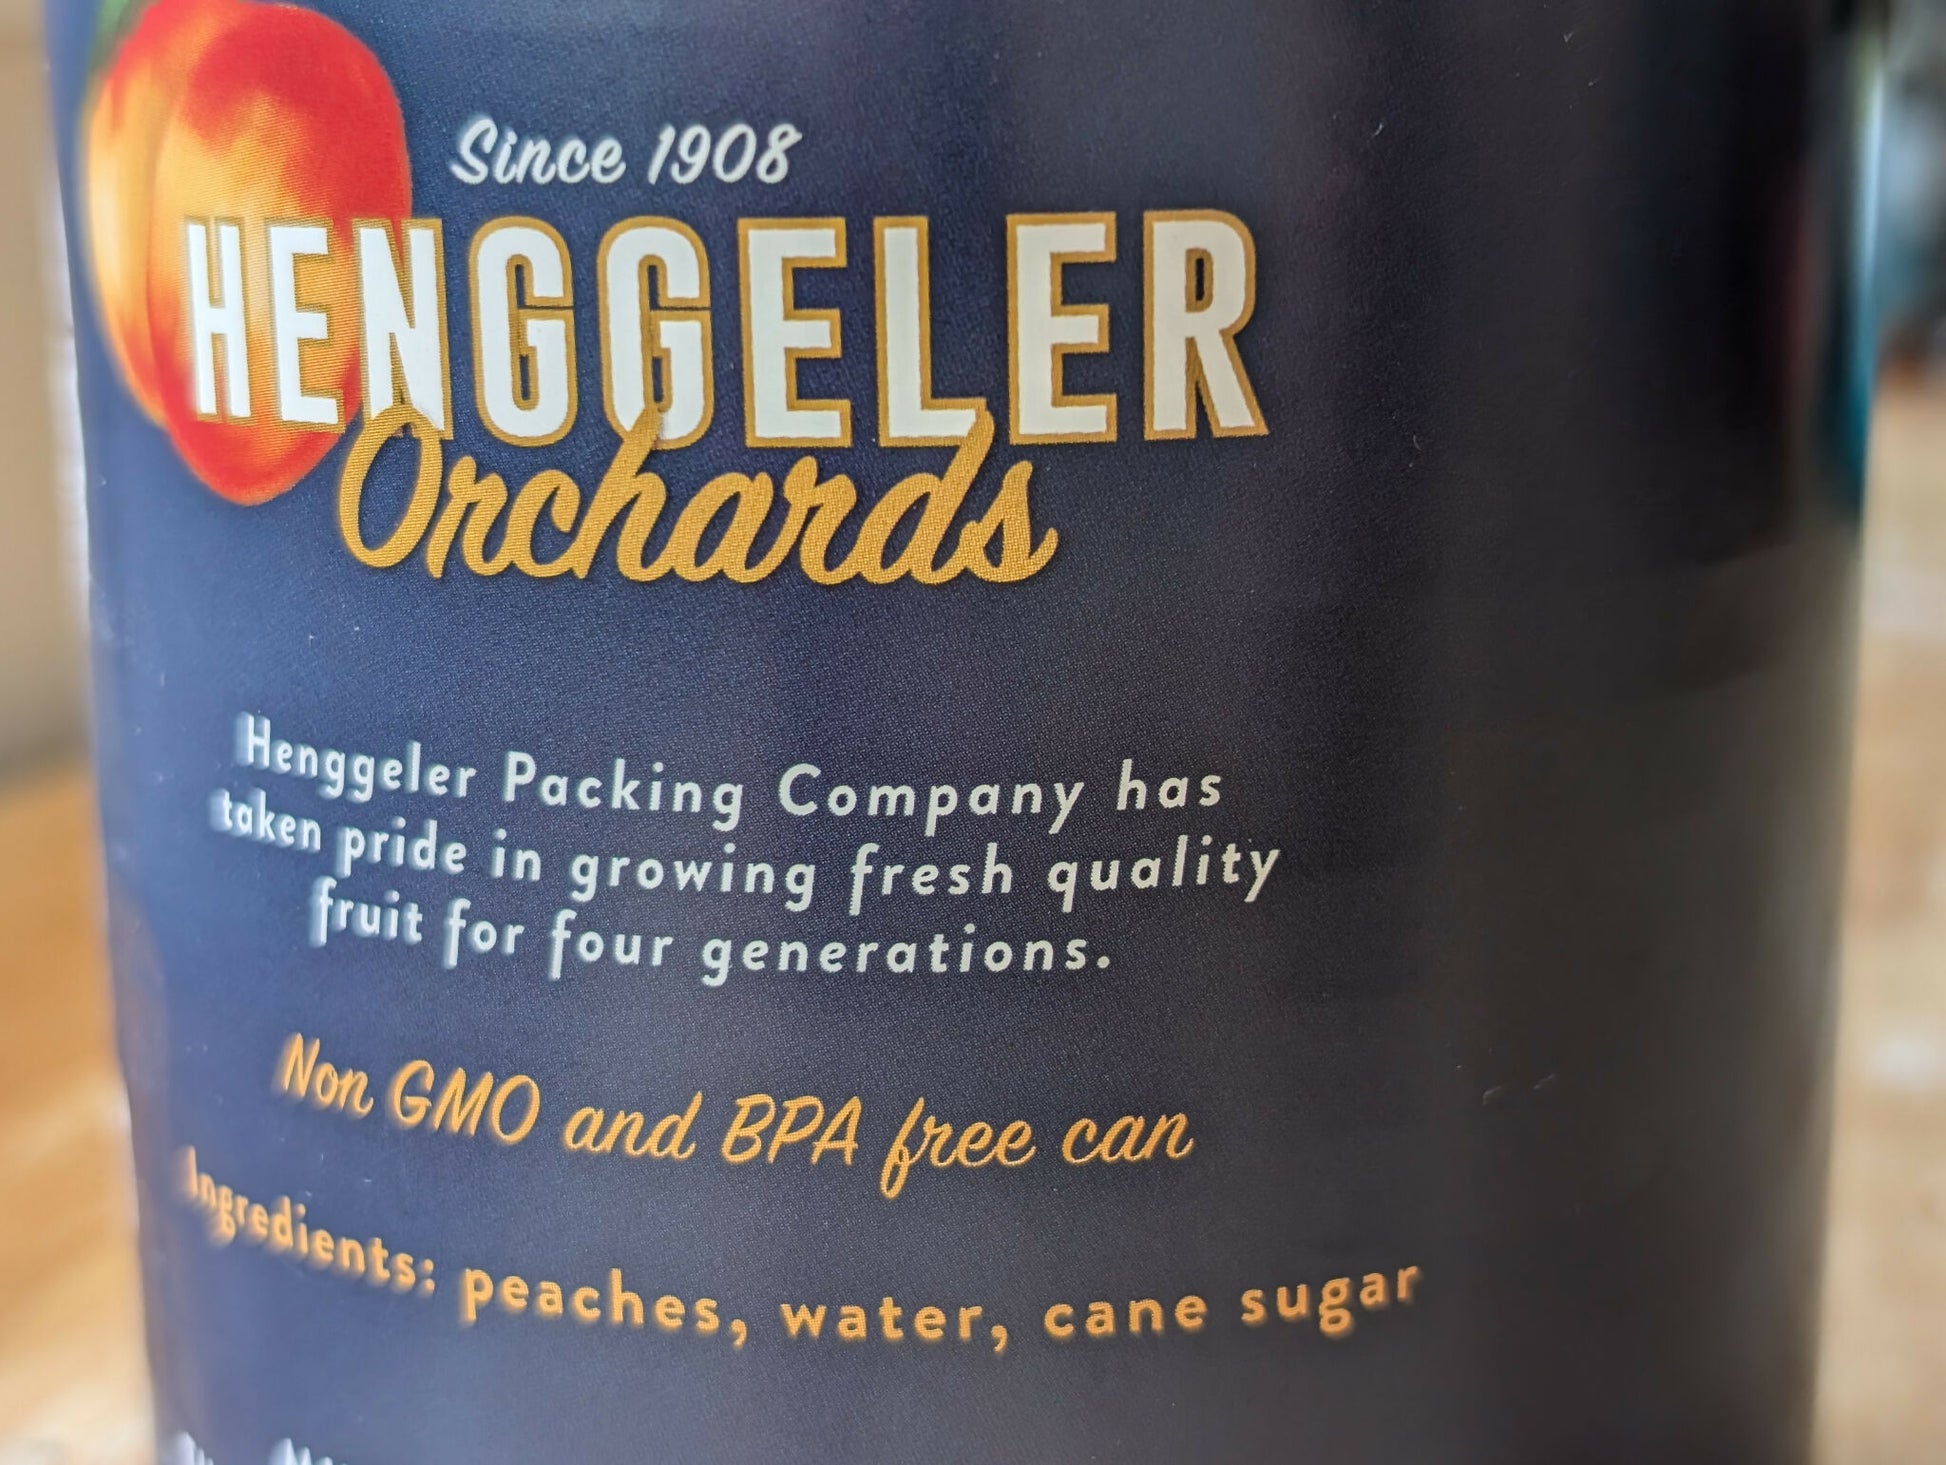 Since 1908
HENGGELER
Orchards
Henggeler Packing Company has
taken pride in growing fresh quality
fruit for four generations.
Non GMO and BPA free can
Ingredients: peaches, water, cane sugar